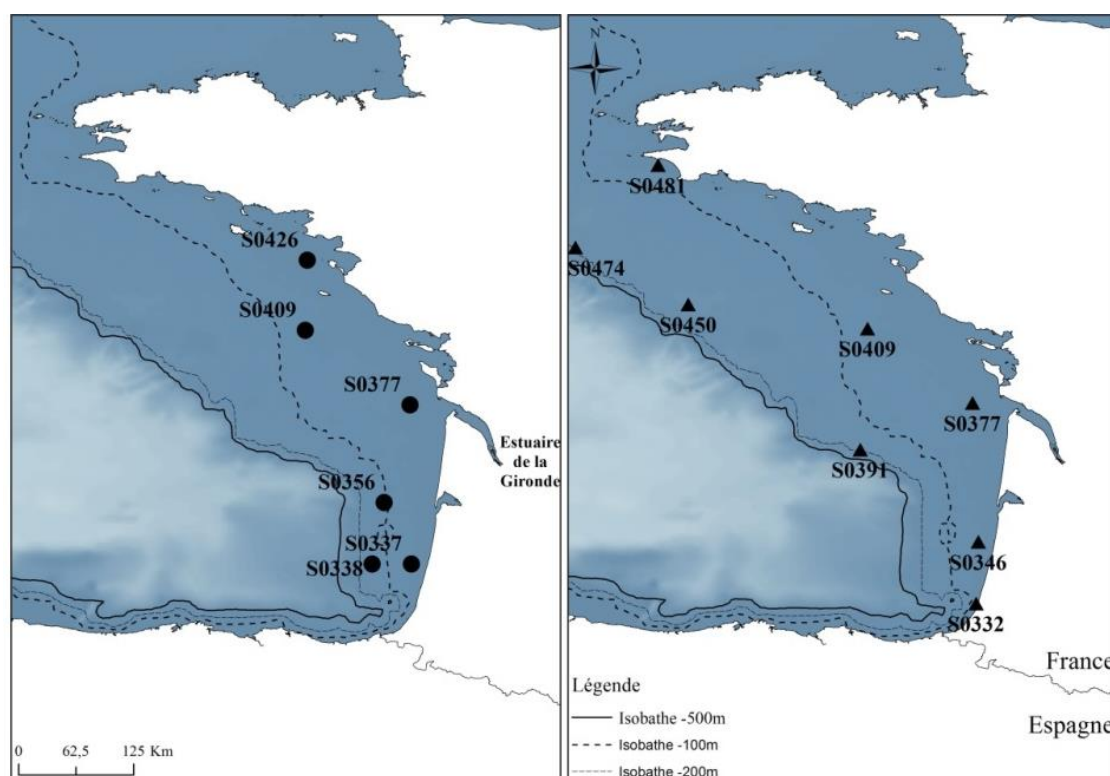 S0426
S0409
S0377
Estuaire
de la
Gironde
S0356
S0337
S0338
0 62,5 125 Km
N
S0481
S0474
S0450
S0409
S0377
S0391
S0346
S0332
France
Espagne
Légende
Isobathe -500m
Isobathe -100m
Isobathe -200m